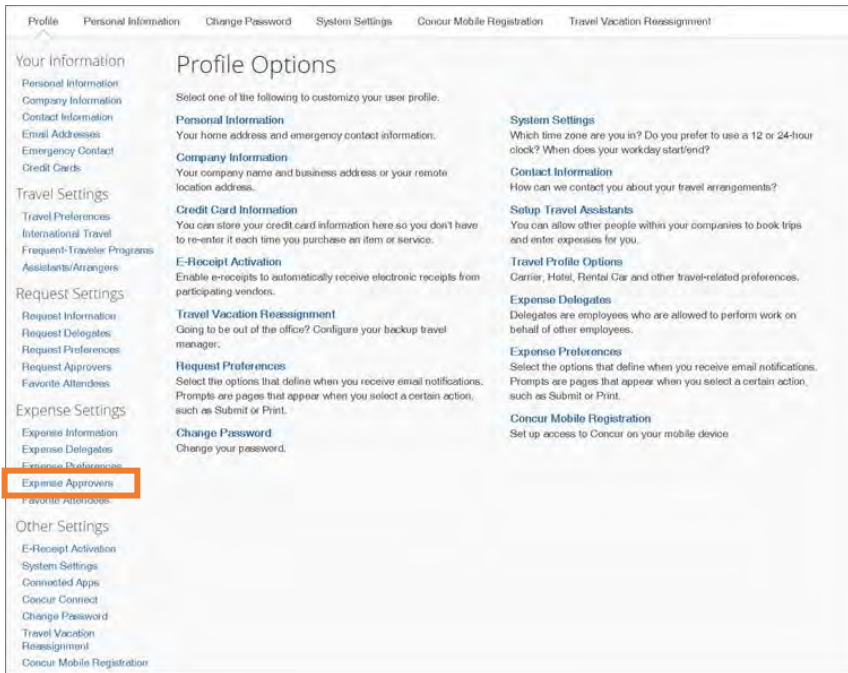 Profile Personal Information Change Password System Settings Concur Mobile Registration Travel Vacation Reassignment
Your Information
Personal Information
Company Information
Contact Information
Email Addresses
Emergency Contact
Credit Cards
Travel Settings
Travel Preferences
International Travel
Frequent-Traveler Programs
Assistants/Arrangers
Request Settings
Request Information
Request Delegates
Request Preferences
Request Approvers
Favorite Attendees
Expense Settings
Expense Information
Expense Delegates
Expense Preferences
Expense Approvers
Favorite Attendees
Other Settings
E-Receipt Activation
System Settings
Connected Apps
Concur Connect
Change Password
Travel Vacation
Reassignment
Concur Mobile Registration
Profile Options
Select one of the following to customize your user profile.
Personal Information
Your home address and emergency contact information.
Company Information
Your company name and business address or your remote
location address.
Credit Card Information
You can store your credit card information here so you don't have
to re-enter it each time you purchase an item or service.
E-Receipt Activation
Enable e-receipts to automatically receive electronic receipts from
participating vendors.
Travel Vacation Reassignment
Going to be out of the office? Configure your backup travel
manager.
Request Preferences
Select the options that define when you receive email notifications.
Prompts are pages that appear when you select a certain action,
such as Submit or Print.
Change Password
Change your password.
System Settings
Which time zone are you in? Do you prefer to use a 12 or 24-hour
clock? When does your workday start/end?
Contact Information
How can we contact you about your travel arrangements?
Setup Travel Assistants
You can allow other people within your companies to book trips
and enter expenses for you.
Travel Profile Options
Carrier, Hotel, Rental Car and other travel-related preferences.
Expense Delegates
Delegates are employees who are allowed to perform work on
behalf of other employees.
Expense Preferences
Select the options that define when you receive email notifications.
Prompts are pages that appear when you select a certain action,
such as Submit or Print.
Concur Mobile Registration
Set up access to Concur on your mobile device